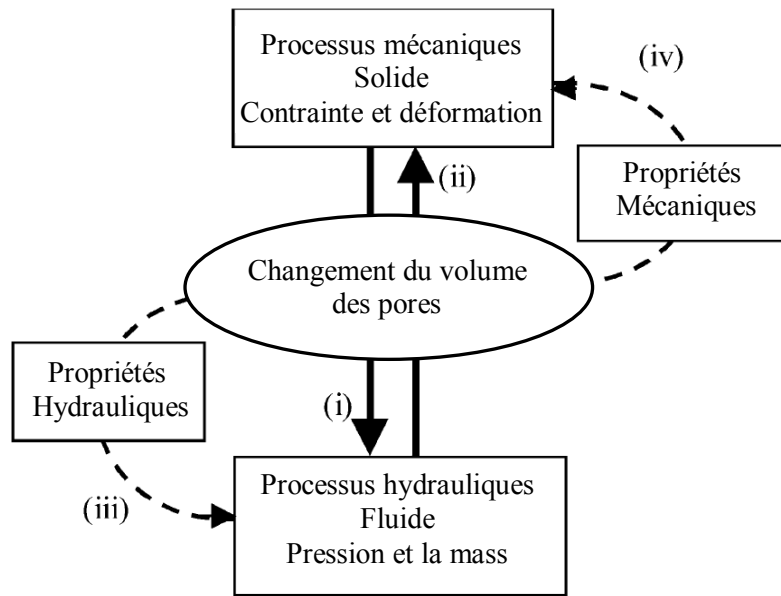 Processus mécaniques
Solide
Contrainte et déformation
(iv)
(ii)
Propriétés
Mécaniques
Changement du volume
des pores
Propriétés
Hydrauliques
(i)
(iii)
Processus hydrauliques
Fluide
Pression et la mass